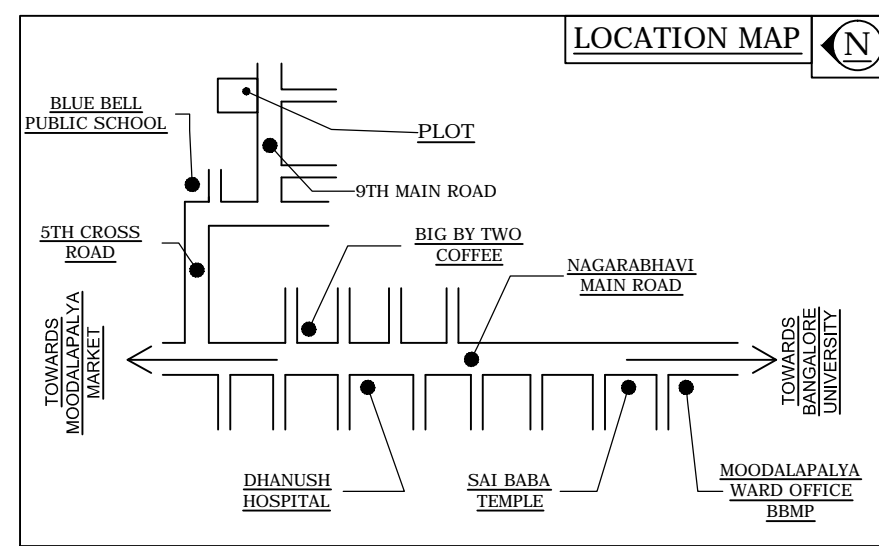 LOCATION MAP
N
BLUE BELL
PUBLIC SCHOOL
PLOT
9TH MAIN ROAD
5TH CROSS
ROAD
BIG BY TWO
COFFEE
NAGARABHAVI
MAIN ROAD
TOWARDS
MOODALAPALYA
MARKET
TOWARDS
BANGALORE
UNIVERSITY
DHANUSH
HOSPITAL
SAI BABA
TEMPLE
MOODALAPALYA
WARD OFFICE
BBMP